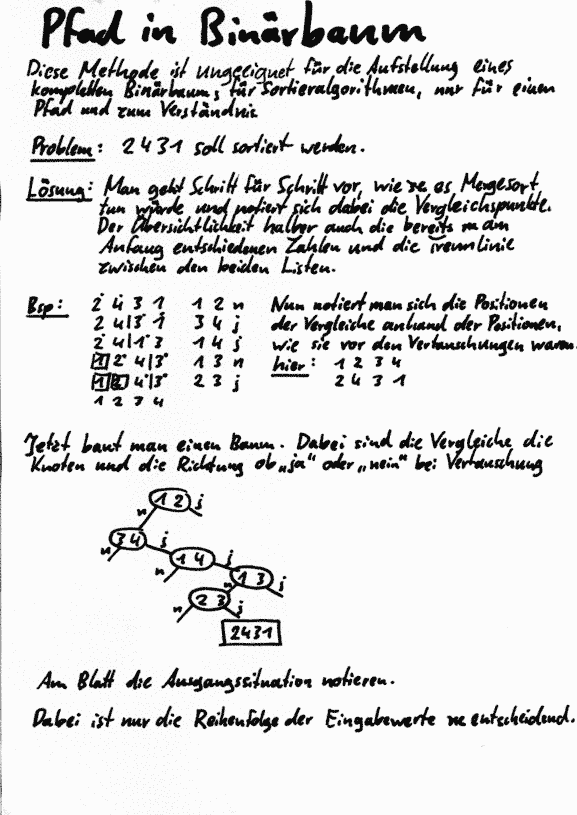 Pfad in Binärbaum
Diese Methode ist ungeeignet für die Aufstellung eines
kompletten Binärbaum, für Sortieralgorithmen, nur für einen
Pfad und zum Verständnis
Problem: 2431 soll sortiert werden.
Lösung: Man geht Schritt für Schritt vor, wie es Mergesort
tun würde und notiert sich dabei die Vergleichspunkte.
Der Übersichtlichkeit halber auch die bereits am
Anfang entschiedenen Zahlen und die Trennlinie
zwischen den beiden Listen.
Bsp: 2 4 3 1 1 2 n Nun notiert man sich die Positionen
2 4|3 1 3 4 j der Vergleiche anhand der Positionen,
2 4|1 3 1 4 j wie sie vor den Vertauschungen waren.
1 2 4|3 1 3 n hier: 1 2 3 4
1 2 4|3 2 3 j 2 4 3 1
1 2 3 4
Jetzt baut man einen Baum. Dabei sind die Vergleiche die
Knoten und die Richtung ob „ja" oder „nein" bei Vertauschung
1 2 j
n
3 4 j
n
1 4 j
n
1 3 j
n
2 3 j
n
2431
Am Blatt die Ausgangssituation notieren.
Dabei ist nur die Reihenfolge der Eingabewerte entscheidend.